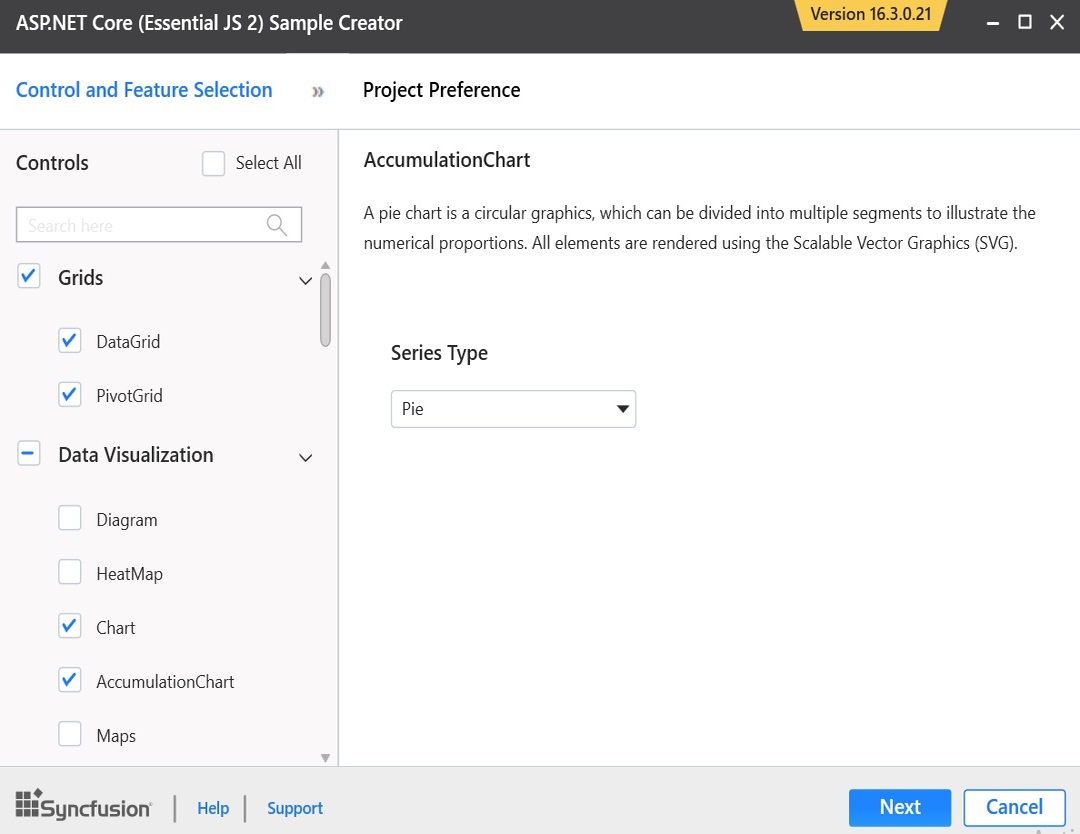 ASP.NET Core (Essential JS 2) Sample Creator
Version 16.3.0.21
Control and Feature Selection » Project Preference
Controls
Select All
Search here
Grids
DataGrid
PivotGrid
Data Visualization
Diagram
HeatMap
Chart
AccumulationChart
Maps
AccumulationChart
A pie chart is a circular graphics, which can be divided into multiple segments to illustrate the
numerical proportions. All elements are rendered using the Scalable Vector Graphics (SVG).
Series Type
Pie
Syncfusion
Help
Support
Next
Cancel